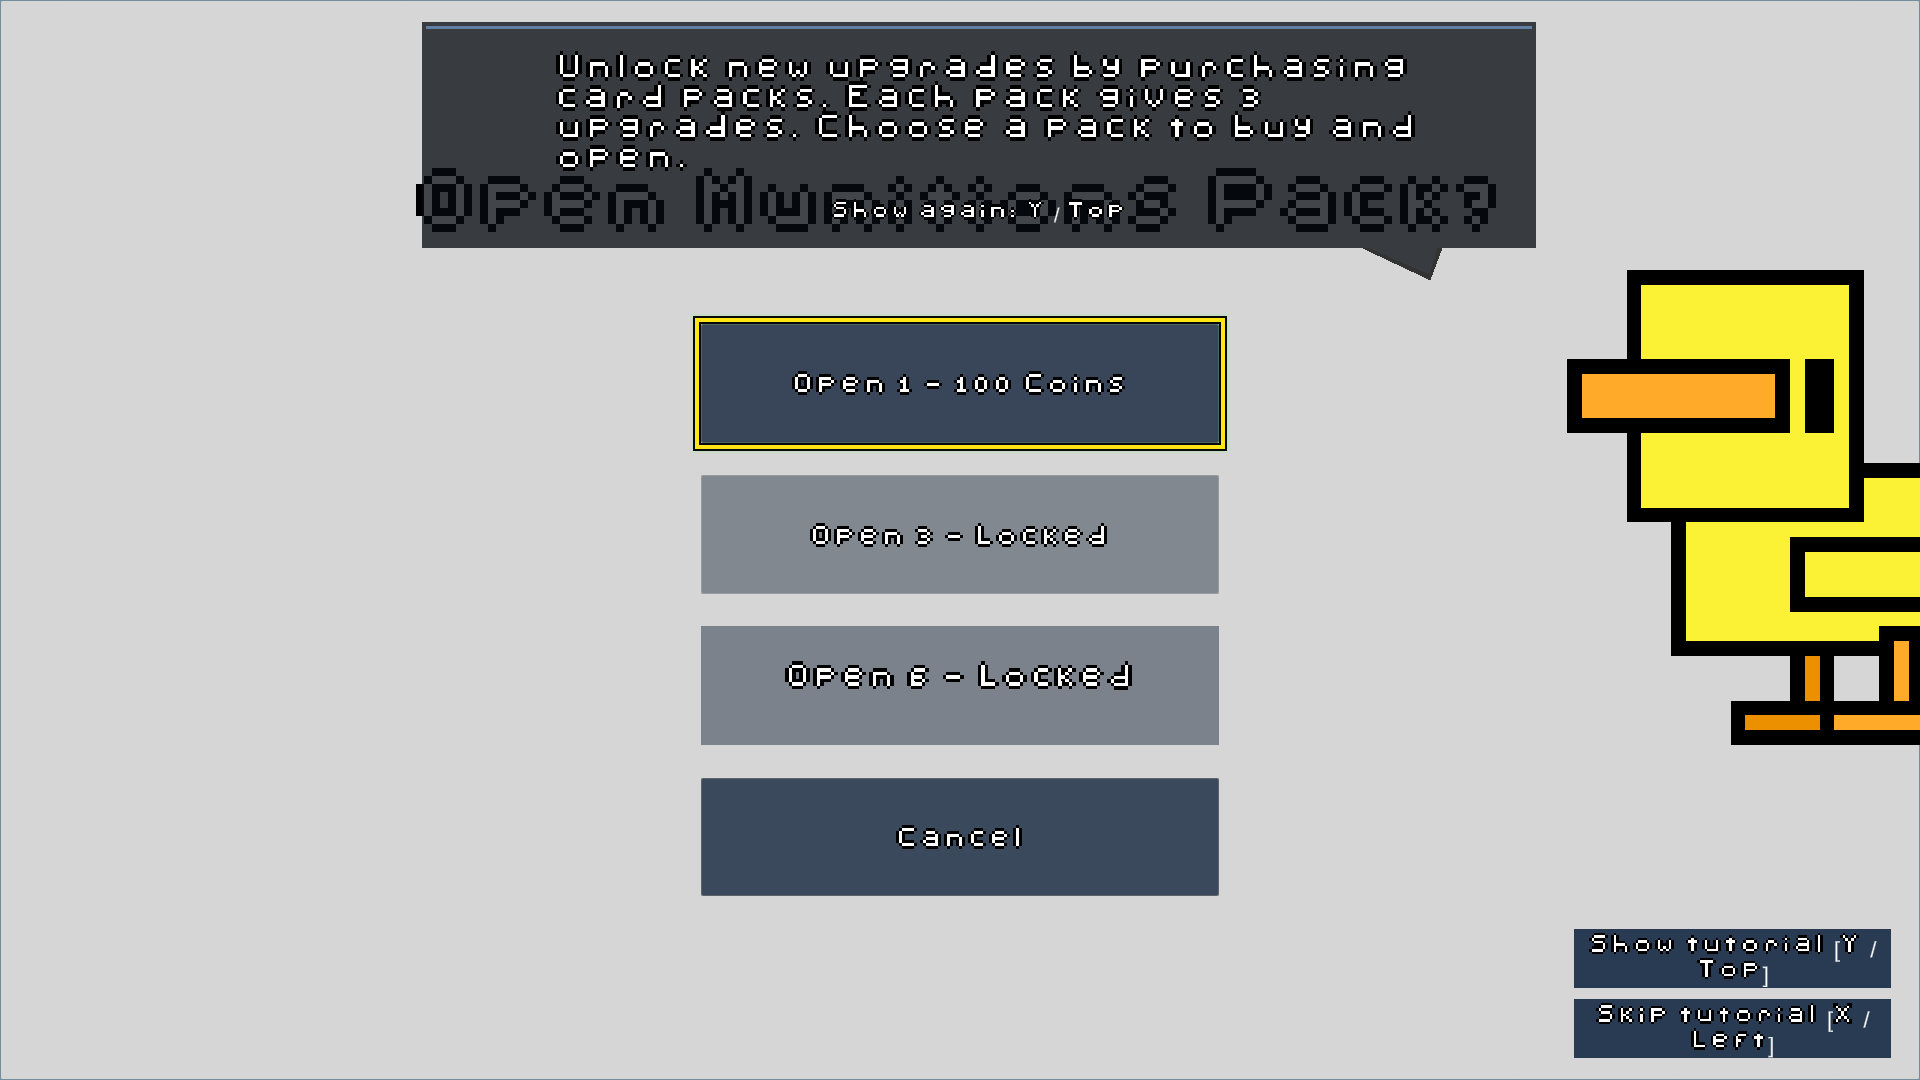 Unlock new upgrades by purchasing
card packs. Each pack gives 3
upgrades. Choose a pack to buy and
open.
Open Munitions Pack?
Show again: Y / Top
Open 1 - 100 Coins
Open 3 - Locked
Open 6 - Locked
Cancel
Show tutorial [Y /
Top]
Skip tutorial [X /
Left]